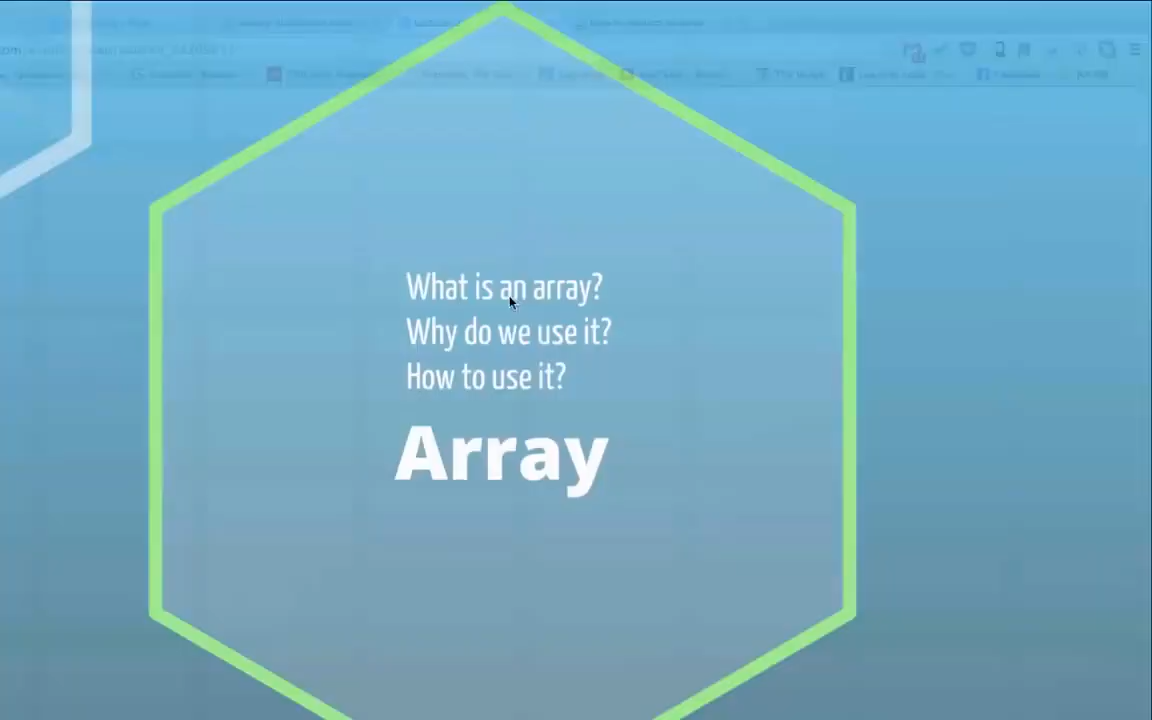 What is an array?
Why do we use it?
How to use it?
Array